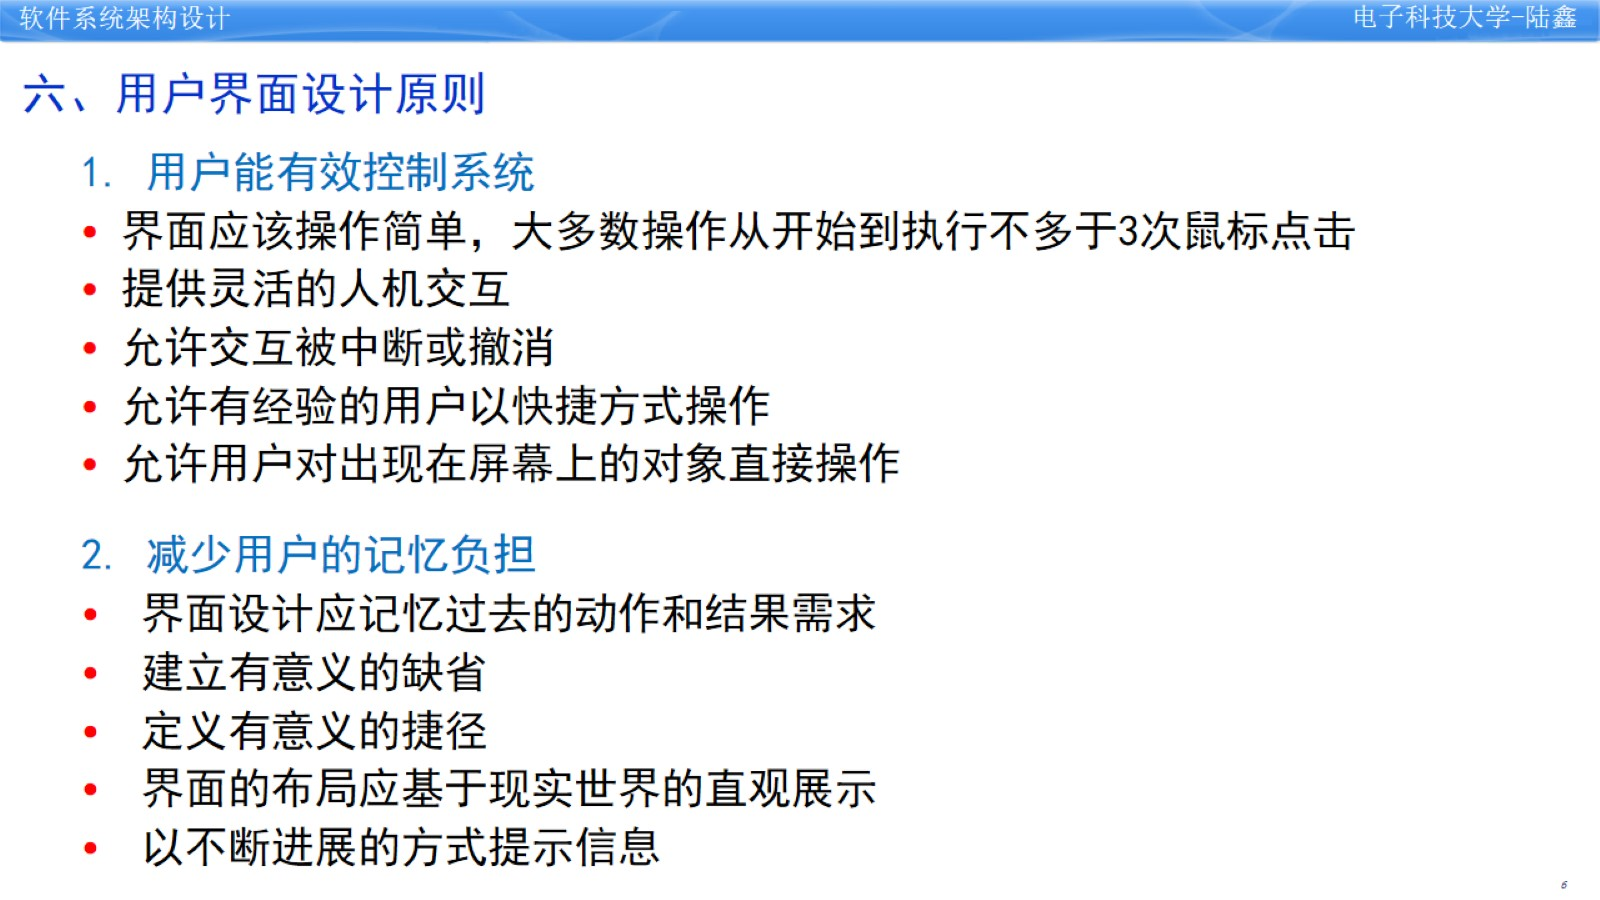 软件系统架构设计
电子科技大学-陆鑫
六、用户界面设计原则
1. 用户能有效控制系统
• 界面应该操作简单，大多数操作从开始到执行不多于3次鼠标点击
• 提供灵活的人机交互
• 允许交互被中断或撤消
• 允许有经验的用户以快捷方式操作
• 允许用户对出现在屏幕上的对象直接操作
2. 减少用户的记忆负担
• 界面设计应记忆过去的动作和结果需求
• 建立有意义的缺省
• 定义有意义的捷径
• 界面的布局应基于现实世界的直观展示
• 以不断进展的方式提示信息
6